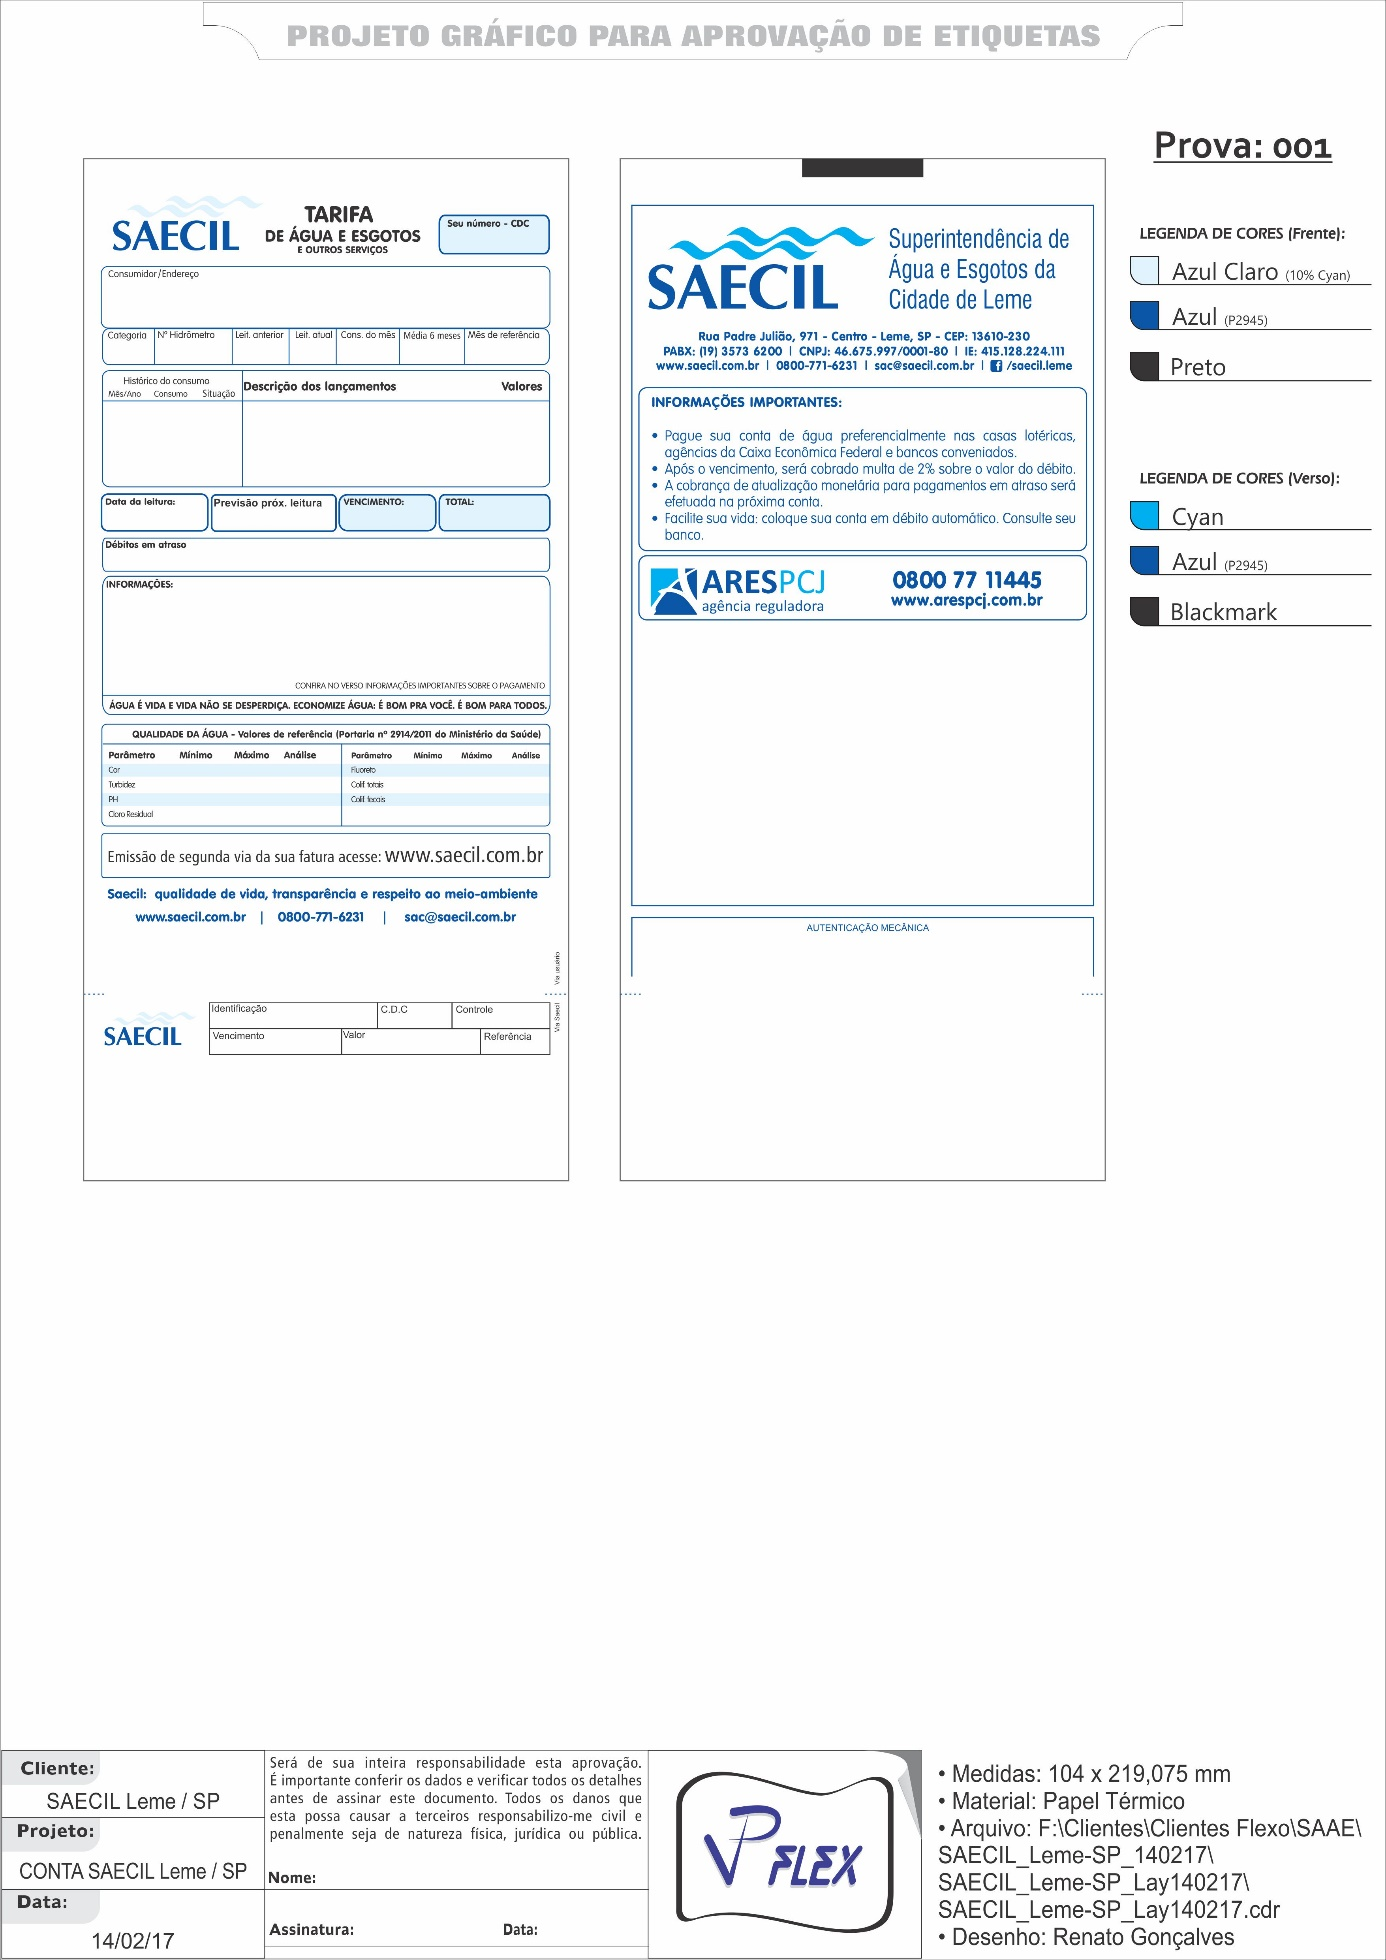 PROJETO GRÁFICO PARA APROVAÇÃO DE ETIQUETAS
Prova: 001
SAECIL
TARIFA
DE ÁGUA E ESGOTOS
E OUTROS SERVIÇOS
Seu número - CDC
Consumidor/Endereço
Categoria Nº Hidrômetro Leit. anterior Leit. atual Cons. do mês Média 6 meses Mês de referência
Histórico do consumo
Mês/Ano Consumo Situação
Descrição dos lançamentos Valores
Data da leitura: Previsão próx. leitura VENCIMENTO: TOTAL:
Débitos em atraso
INFORMAÇÕES:
CONFIRA NO VERSO INFORMAÇÕES IMPORTANTES SOBRE O PAGAMENTO
ÁGUA É VIDA E VIDA NÃO SE DESPERDIÇA. ECONOMIZE ÁGUA: É BOM PRA VOCÊ. É BOM PARA TODOS.
QUALIDADE DA ÁGUA - Valores de referência (Portaria nº 2914/2011 do Ministério da Saúde)
Parâmetro Mínimo Máximo Análise Parâmetro Mínimo Máximo Análise
Cor Fluoreto
Turbidez Colif. totais
PH Colif. fecais
Cloro Residual
Emissão de segunda via da sua fatura acesse: www.saecil.com.br
Saecil: qualidade de vida, transparência e respeito ao meio-ambiente
www.saecil.com.br | 0800-771-6231 | sac@saecil.com.br
Via usuário
Via Saecil
SAECIL
Identificação C.D.C Controle
Vencimento Valor Referência
SAECIL
Superintendência de
Água e Esgotos da
Cidade de Leme
Rua Padre Julião, 971 - Centro - Leme, SP - CEP: 13610-230
PABX: (19) 3573 6200 | CNPJ: 46.675.997/0001-80 | IE: 415.128.224.111
www.saecil.com.br | 0800-771-6231 | sac@saecil.com.br | f /saecil.leme
INFORMAÇÕES IMPORTANTES:
• Pague sua conta de água preferencialmente nas casas lotéricas,
agências da Caixa Econômica Federal e bancos conveniados.
• Após o vencimento, será cobrado multa de 2% sobre o valor do débito.
• A cobrança de atualização monetária para pagamentos em atraso será
efetuada na próxima conta.
• Facilite sua vida: coloque sua conta em débito automático. Consulte seu
banco.
ARESPCJ
agência reguladora
0800 77 11445
www.arespcj.com.br
AUTENTICAÇÃO MECÂNICA
LEGENDA DE CORES (Frente):
Azul Claro (10% Cyan)
Azul (P2945)
Preto
LEGENDA DE CORES (Verso):
Cyan
Azul (P2945)
Blackmark
Cliente:
SAECIL Leme / SP
Projeto:
CONTA SAECIL Leme / SP
Data:
14/02/17
Será de sua inteira responsabilidade esta aprovação.
É importante conferir os dados e verificar todos os detalhes
antes de assinar este documento. Todos os danos que
esta possa causar a terceiros responsabilizo-me civil e
penalmente seja de natureza física, jurídica ou pública.
Nome:
Assinatura: Data:
VP FLEX
• Medidas: 104 x 219,075 mm
• Material: Papel Térmico
• Arquivo: F:\Clientes\Clientes Flexo\SAAE\
SAECIL_Leme-SP_140217\
SAECIL_Leme-SP_Lay140217\
SAECIL_Leme-SP_Lay140217.cdr
• Desenho: Renato Gonçalves